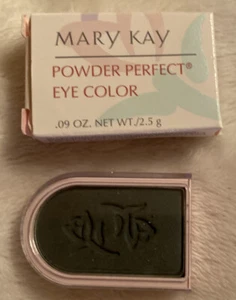 MARY KAY
POWDER PERFECT®
EYE COLOR
.09 OZ. NET WT./2.5 g